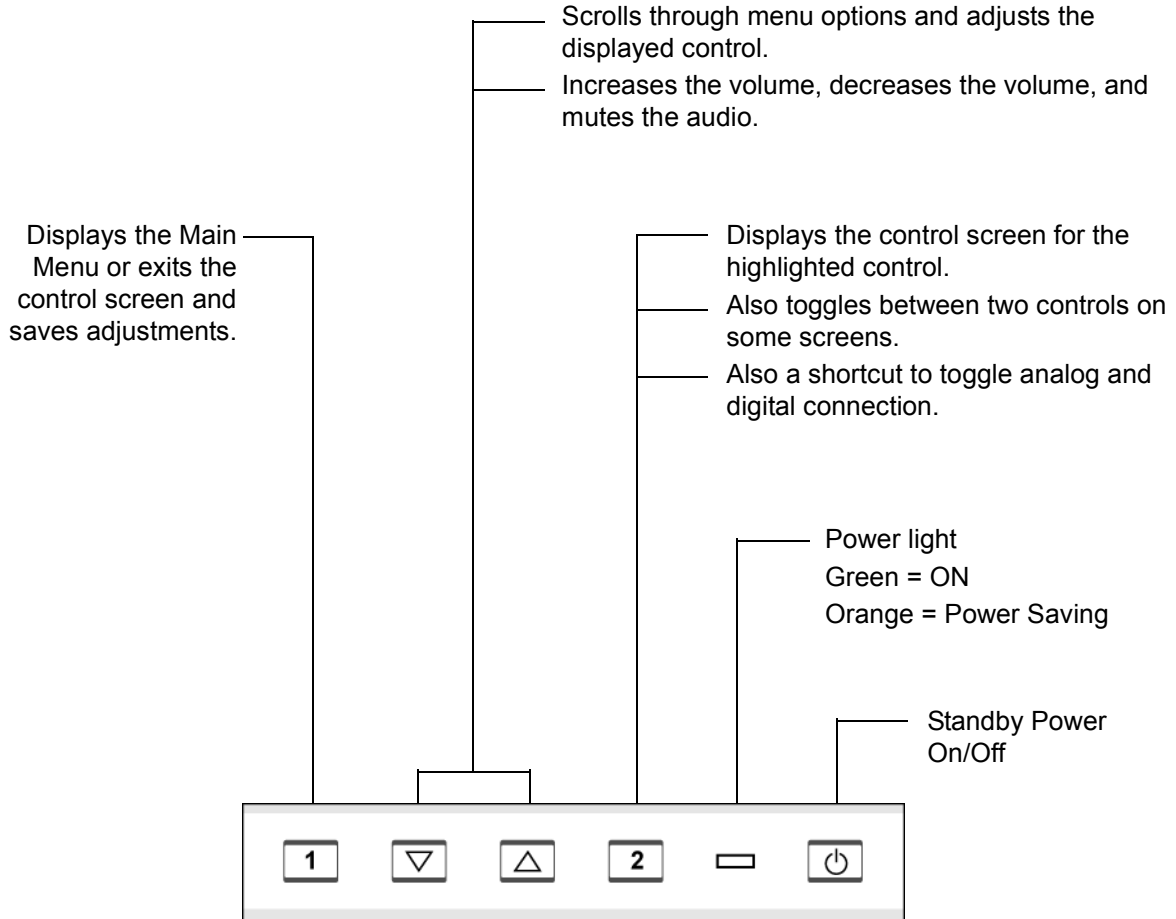 Scrolls through menu options and adjusts the
displayed control.
Increases the volume, decreases the volume, and
mutes the audio.
Displays the Main
Menu or exits the
control screen and
saves adjustments.
Displays the control screen for the
highlighted control.
Also toggles between two controls on
some screens.
Also a shortcut to toggle analog and
digital connection.
Power light
Green = ON
Orange = Power Saving
Standby Power
On/Off
1
2